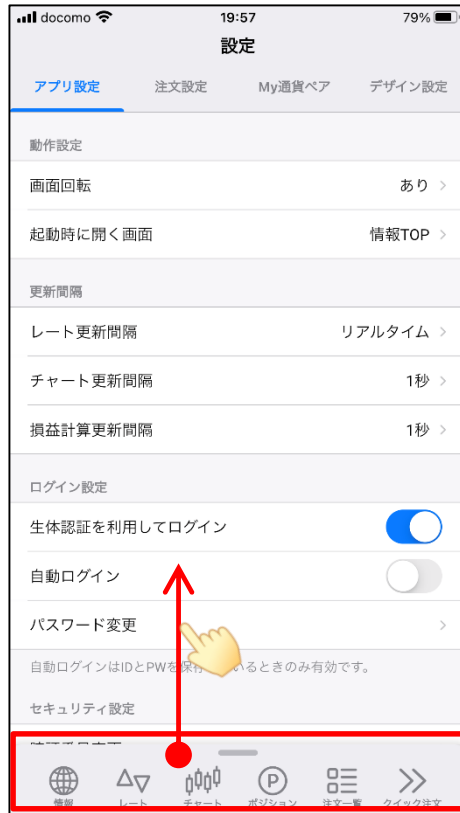 docomo 19:57 79%
設定
アプリ設定 注文設定 My通貨ペア デザイン設定
動作設定
画面回転 あり
起動時に開く画面 情報TOP
更新間隔
レート更新間隔 リアルタイム
チャート更新間隔 1秒
損益計算更新間隔 1秒
ログイン設定
生体認証を利用してログイン
自動ログイン
パスワード変更
自動ログインはIDとPWを保存 いるときのみ有効です。
セキュリティ設定
P
情報 レート チャート ポジション 注文一覧 クイック注文